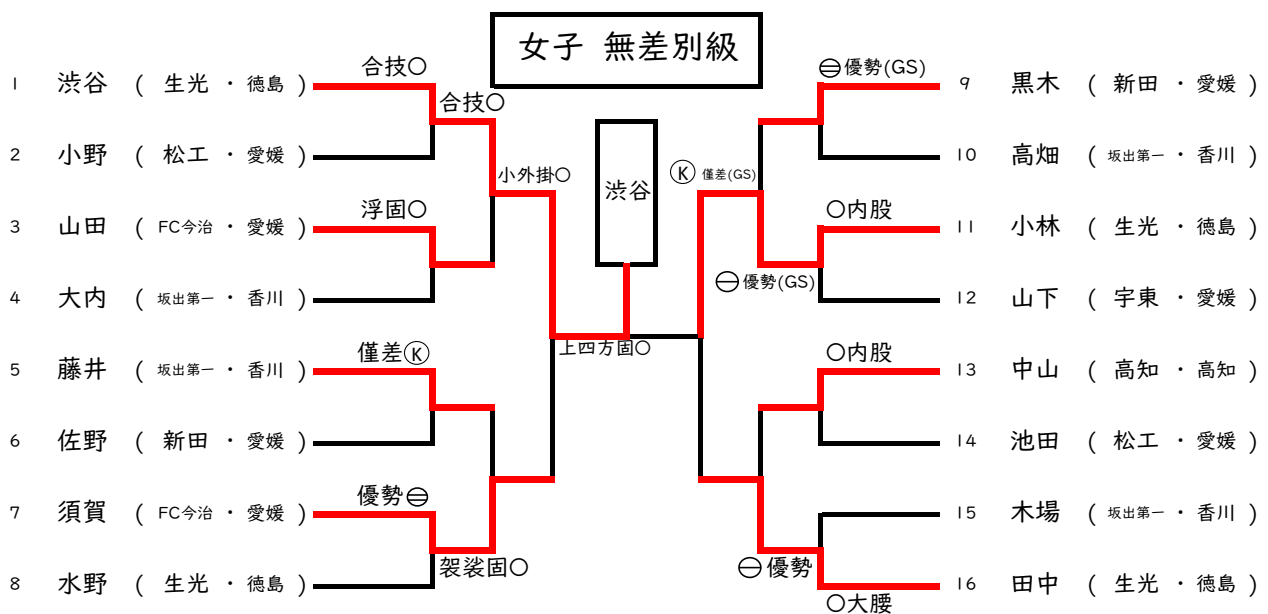 女子 無差別級
1 渋谷 ( 生光 ・ 徳島 )
合技○
合技○
2 小野 ( 松工 ・ 愛媛 )
小外掛○
3 山田 ( FC今治 ・ 愛媛 )
浮固○
4 大内 ( 坂出第一 ・ 香川 )
上四方固○
5 藤井 ( 坂出第一 ・ 香川 )
僅差Ⓚ
6 佐野 ( 新田 ・ 愛媛 )
7 須賀 ( FC今治 ・ 愛媛 )
優勢⊖
袈裟固○
8 水野 ( 生光 ・ 徳島 )
渋谷
⊖優勢(GS)
9 黒木 ( 新田 ・ 愛媛 )
10 高畑 ( 坂出第一 ・ 香川 )
Ⓚ 僅差(GS)
○内股
11 小林 ( 生光 ・ 徳島 )
⊖優勢(GS)
12 山下 (宇東 ・ 愛媛 )
○内股
13 中山 ( 高知 ・ 高知 )
14 池田 ( 松工 ・ 愛媛 )
15 木場 ( 坂出第一 ・ 香川 )
⊖優勢
16 田中 ( 生光 ・ 徳島 )
○大腰